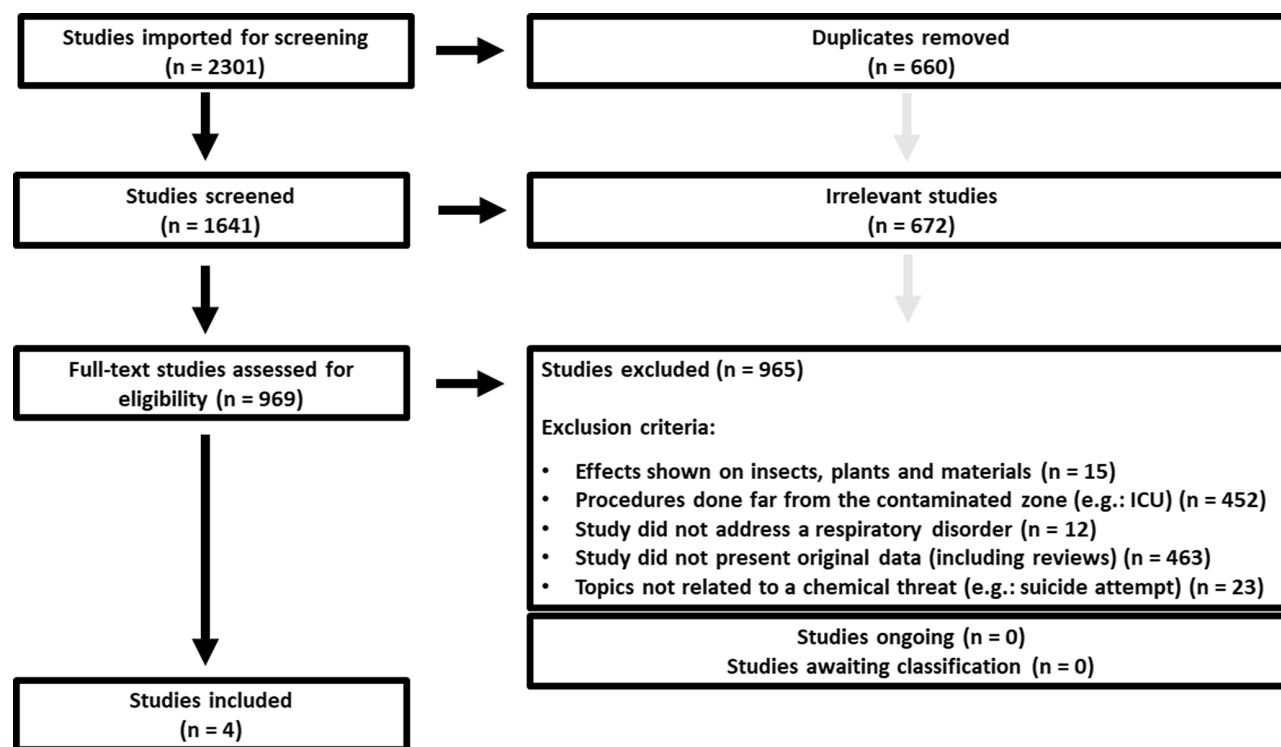 Studies imported for screening
(n = 2301)
Duplicates removed
(n = 660)
Studies screened
(n = 1641)
Irrelevant studies
(n = 672)
Full-text studies assessed for
eligibility (n = 969)
Studies excluded (n = 965)
Exclusion criteria:
• Effects shown on insects, plants and materials (n = 15)
• Procedures done far from the contaminated zone (e.g.: ICU) (n = 452)
• Study did not address a respiratory disorder (n = 12)
• Study did not present original data (including reviews) (n = 463)
• Topics not related to a chemical threat (e.g.: suicide attempt) (n = 23)
Studies ongoing (n = 0)
Studies awaiting classification (n = 0)
Studies included
(n = 4)